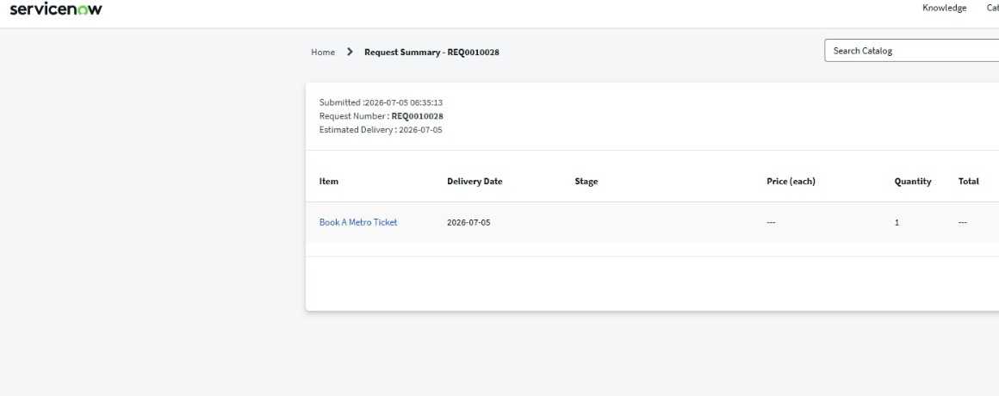 servicenow
Knowledge
Home Request Summary - REQ0010028
Search Catalog
Submitted :2026-07-05 06:35:13
Request Number : REQ0010028
Estimated Delivery : 2026-07-05
Item Delivery Date Stage Price (each) Quantity Total
Book A Metro Ticket 2026-07-05 --- 1 ---